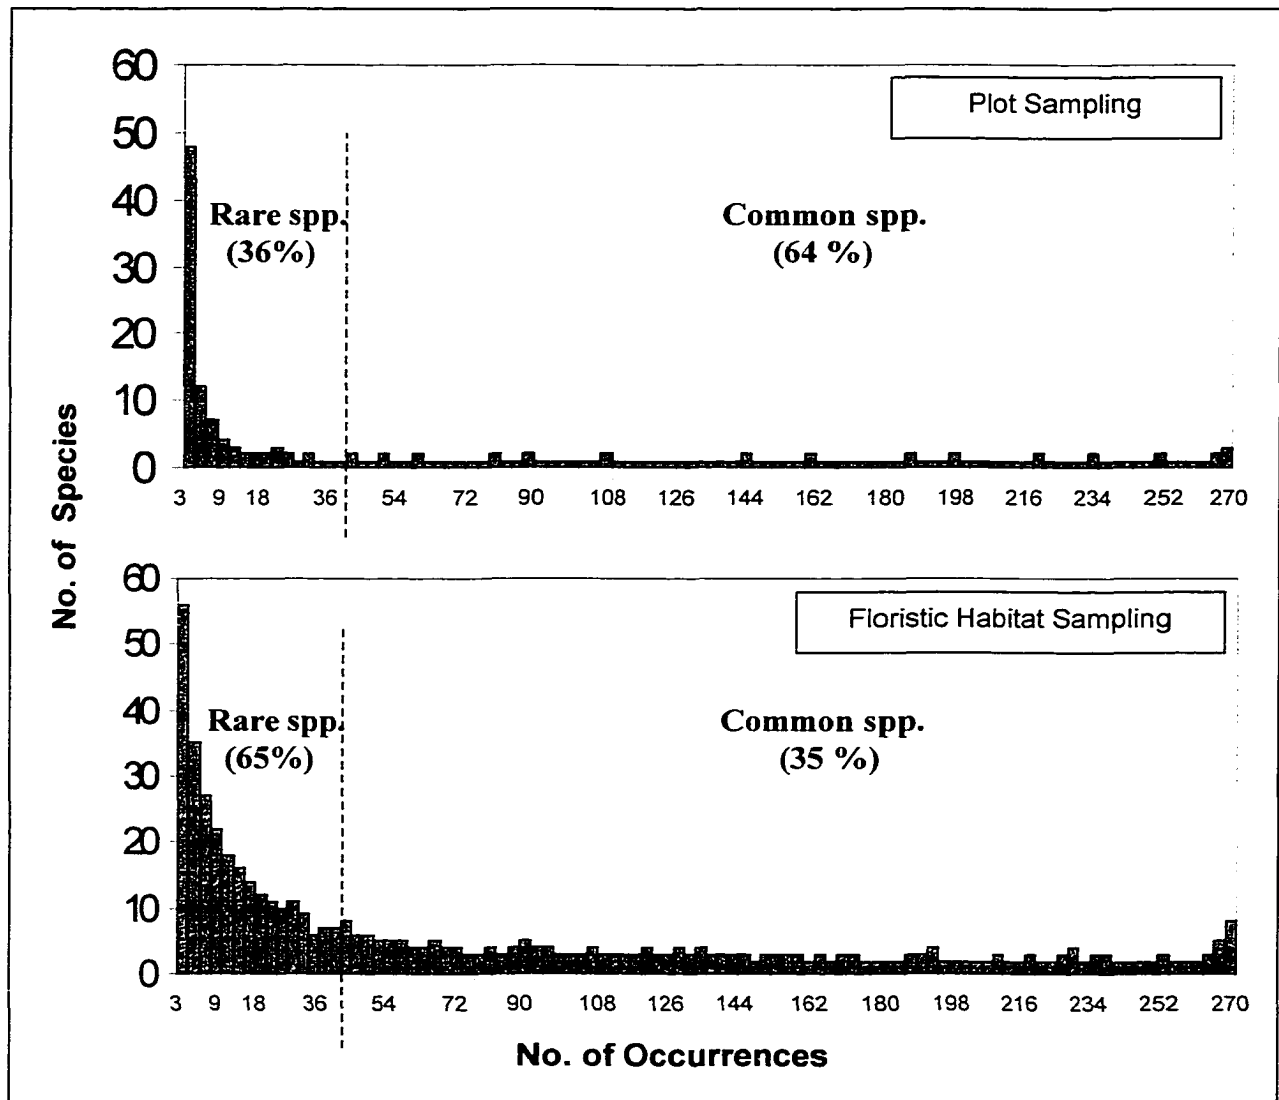 60
Plot Sampling
50
40
Rare spp. Common spp.
(36%) (64 %)
30
20
10
0
3 9 18 36 54 72 90 108 126 144 162 180 198 216 234 252 270
No. of Species
60
Floristic Habitat Sampling
50
40
Rare spp. Common spp.
(65%) (35 %)
30
20
10
0
3 9 18 36 54 72 90 108 126 144 162 180 198 216 234 252 270
No. of Occurrences